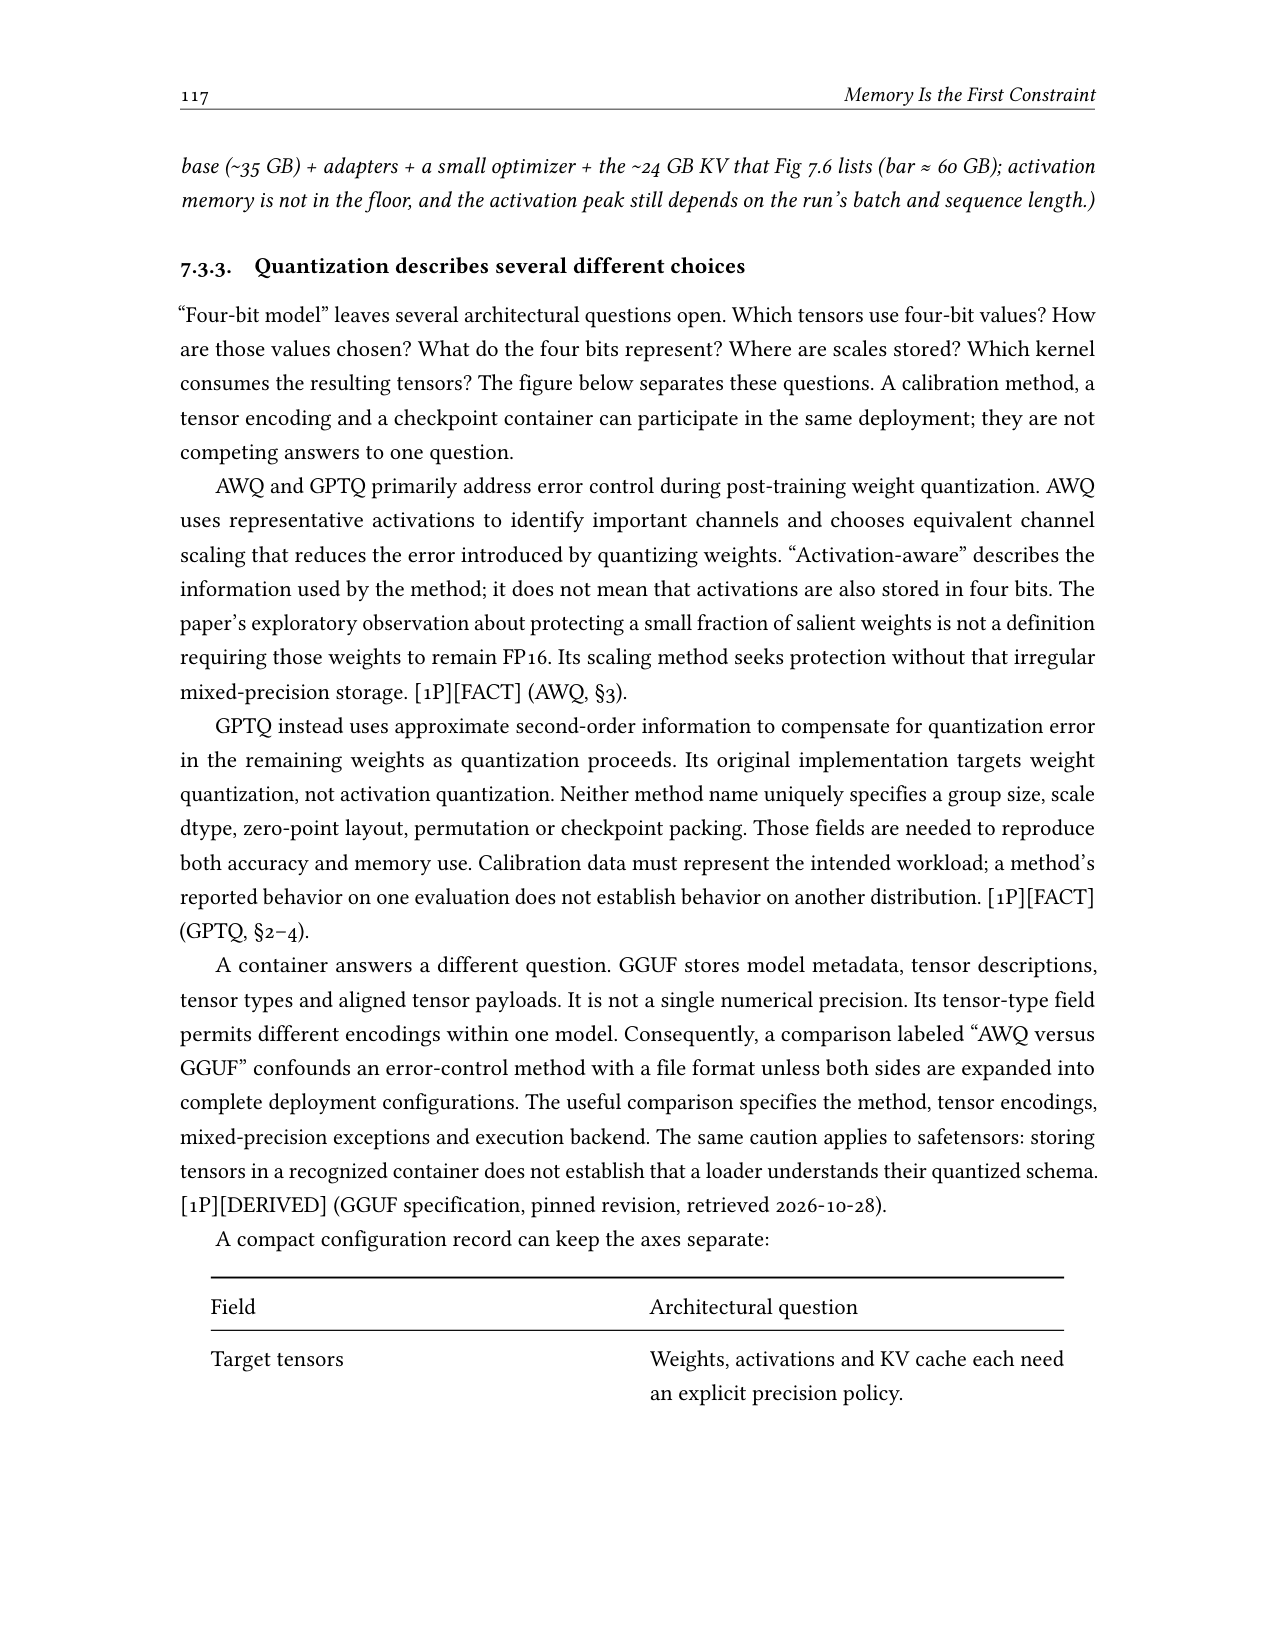 117
Memory Is the First Constraint
base (~35 GB) + adapters + a small optimizer + the ~24 GB KV that Fig 7.6 lists (bar ≈ 60 GB); activation
memory is not in the floor, and the activation peak still depends on the run’s batch and sequence length.)
7.3.3. Quantization describes several different choices
“Four-bit model” leaves several architectural questions open. Which tensors use four-bit values? How
are those values chosen? What do the four bits represent? Where are scales stored? Which kernel
consumes the resulting tensors? The figure below separates these questions. A calibration method, a
tensor encoding and a checkpoint container can participate in the same deployment; they are not
competing answers to one question.
AWQ and GPTQ primarily address error control during post-training weight quantization. AWQ
uses representative activations to identify important channels and chooses equivalent channel
scaling that reduces the error introduced by quantizing weights. “Activation-aware” describes the
information used by the method; it does not mean that activations are also stored in four bits. The
paper’s exploratory observation about protecting a small fraction of salient weights is not a definition
requiring those weights to remain FP16. Its scaling method seeks protection without that irregular
mixed-precision storage. [1P][FACT] (AWQ, §3).
GPTQ instead uses approximate second-order information to compensate for quantization error
in the remaining weights as quantization proceeds. Its original implementation targets weight
quantization, not activation quantization. Neither method name uniquely specifies a group size, scale
dtype, zero-point layout, permutation or checkpoint packing. Those fields are needed to reproduce
both accuracy and memory use. Calibration data must represent the intended workload; a method’s
reported behavior on one evaluation does not establish behavior on another distribution. [1P][FACT]
(GPTQ, §2–4).
A container answers a different question. GGUF stores model metadata, tensor descriptions,
tensor types and aligned tensor payloads. It is not a single numerical precision. Its tensor-type field
permits different encodings within one model. Consequently, a comparison labeled “AWQ versus
GGUF” confounds an error-control method with a file format unless both sides are expanded into
complete deployment configurations. The useful comparison specifies the method, tensor encodings,
mixed-precision exceptions and execution backend. The same caution applies to safetensors: storing
tensors in a recognized container does not establish that a loader understands their quantized schema.
[1P][DERIVED] (GGUF specification, pinned revision, retrieved 2026-10-28).
A compact configuration record can keep the axes separate:
Field
Architectural question
Target tensors
Weights, activations and KV cache each need
an explicit precision policy.